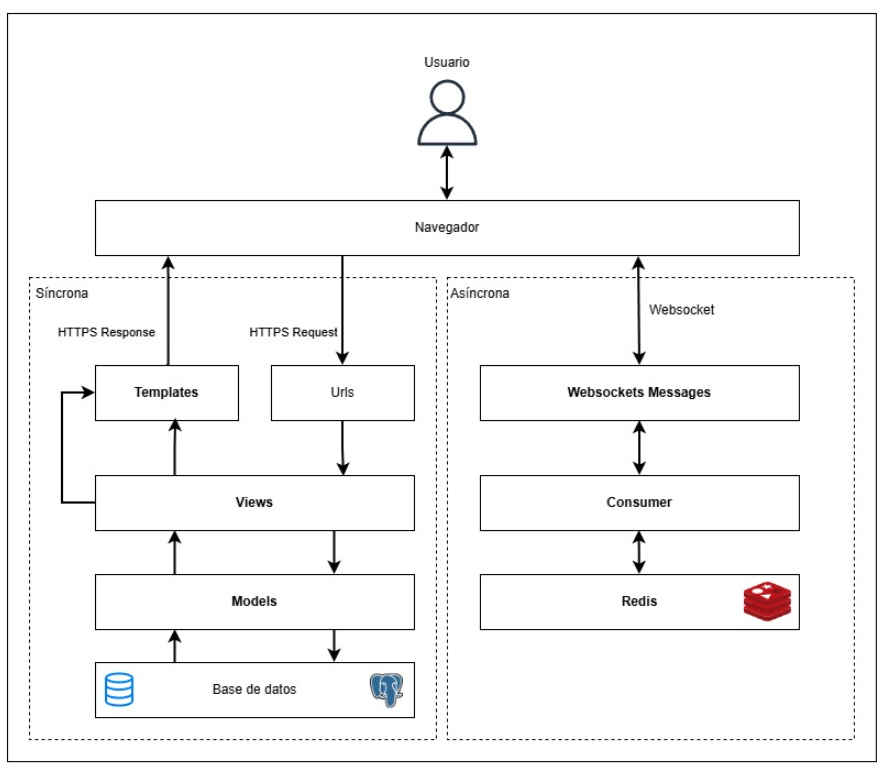 Usuario
Navegador
Síncrona
Asíncrona
HTTPS Response
HTTPS Request
Websocket
Templates
Urls
Websockets Messages
Views
Consumer
Models
Redis
Base de datos